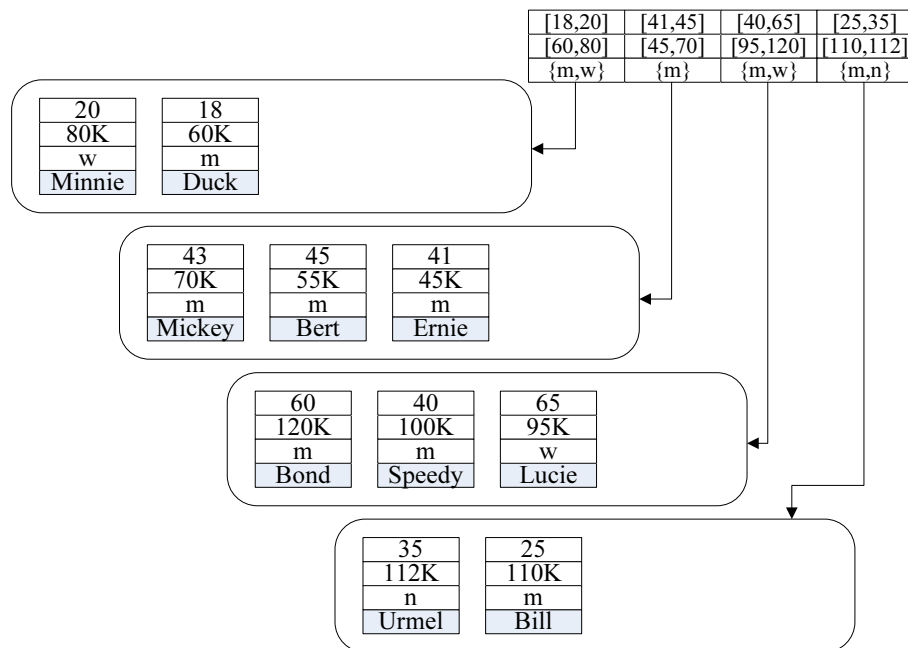 [18,20] [41,45] [40,65] [25,35]
[60,80] [45,70] [95,120] [110,112]
{m,w} {m} {m,w} {m,n}
20 18
80K 60K
w m
Minnie Duck
43 45 41
70K 55K 45K
m m m
Mickey Bert Ernie
60 40 65
120K 100K 95K
m m w
Bond Speedy Lucie
35 25
112K 110K
n m
Urmel Bill